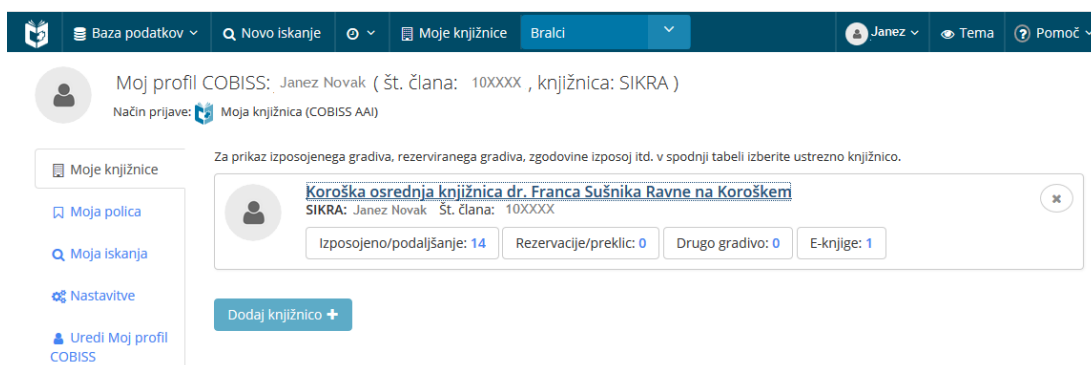 Baza podatkov Novo iskanje Moje knjižnice Bralci Janez Tema Pomoč
Moj profil COBISS: Janez Novak ( št. člana: 10XXXX , knjižnica: SIKRA )
Način prijave: Moja knjižnica (COBISS AAI)
Moje knjižnice
Moja polica
Moja iskanja
Nastavitve
Uredi Moj profil
COBISS
Za prikaz izposojenega gradiva, rezerviranega gradiva, zgodovine izposoj itd. v spodnji tabeli izberite ustrezno knjižnico.
Koroška osrednja knjižnica dr. Franca Sušnika Ravne na Koroškem
SIKRA: Janez Novak Št. člana: 10XXXX
Izposojeno/podaljšanje: 14 Rezervacije/preklic: 0 Drugo gradivo: 0 E-knjige: 1
Dodaj knjižnico +